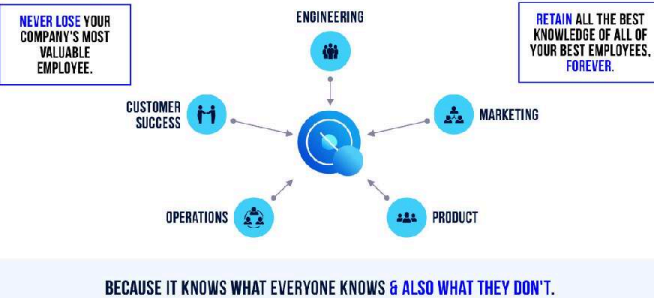 NEVER LOSE YOUR
COMPANY'S MOST
VALUABLE
EMPLOYEE.
ENGINEERING
RETAIN ALL THE BEST
KNOWLEDGE OF ALL OF
YOUR BEST EMPLOYEES,
FOREVER.
CUSTOMER
SUCCESS
MARKETING
OPERATIONS
PRODUCT
BECAUSE IT KNOWS WHAT EVERYONE KNOWS & ALSO WHAT THEY DON'T.